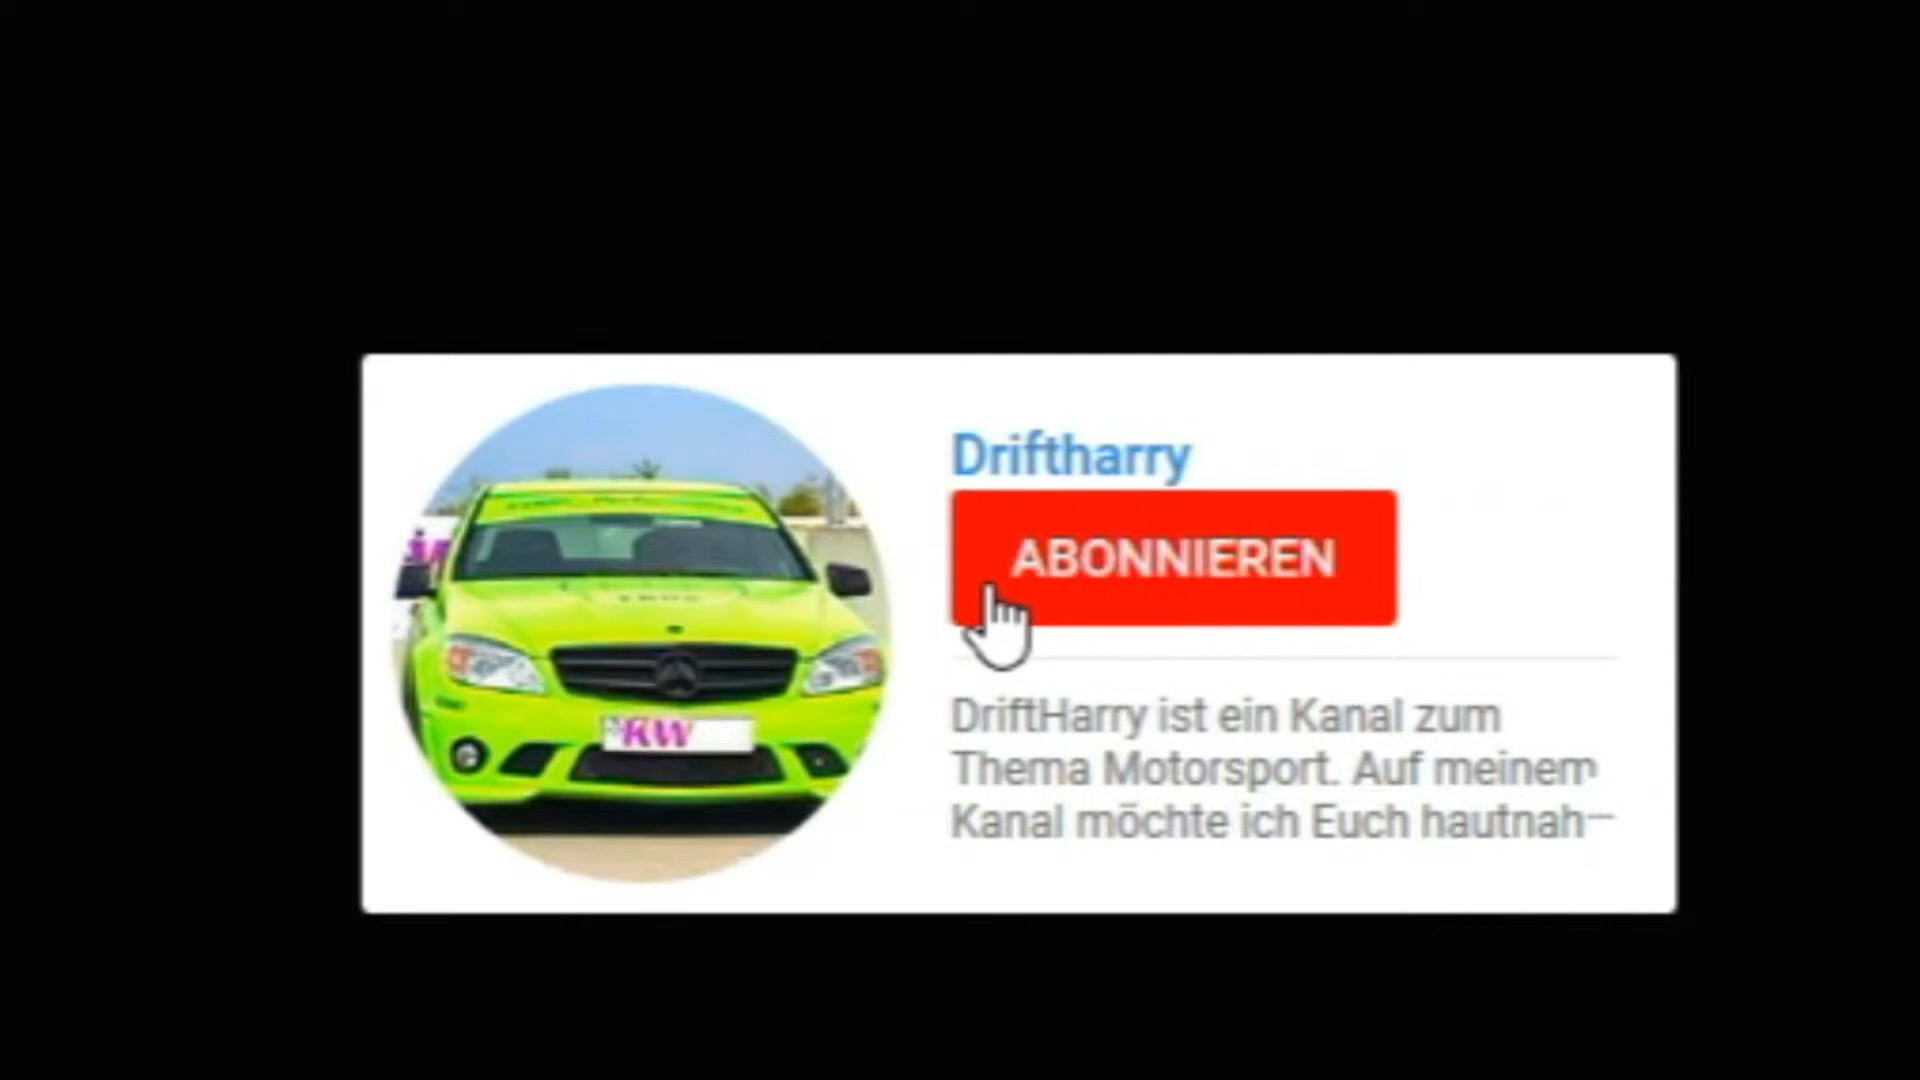 Driftharry
ABONNIEREN
DriftHarry ist ein Kanal zum
Thema Motorsport. Auf meinem
Kanal möchte ich Euch hautnah
KW